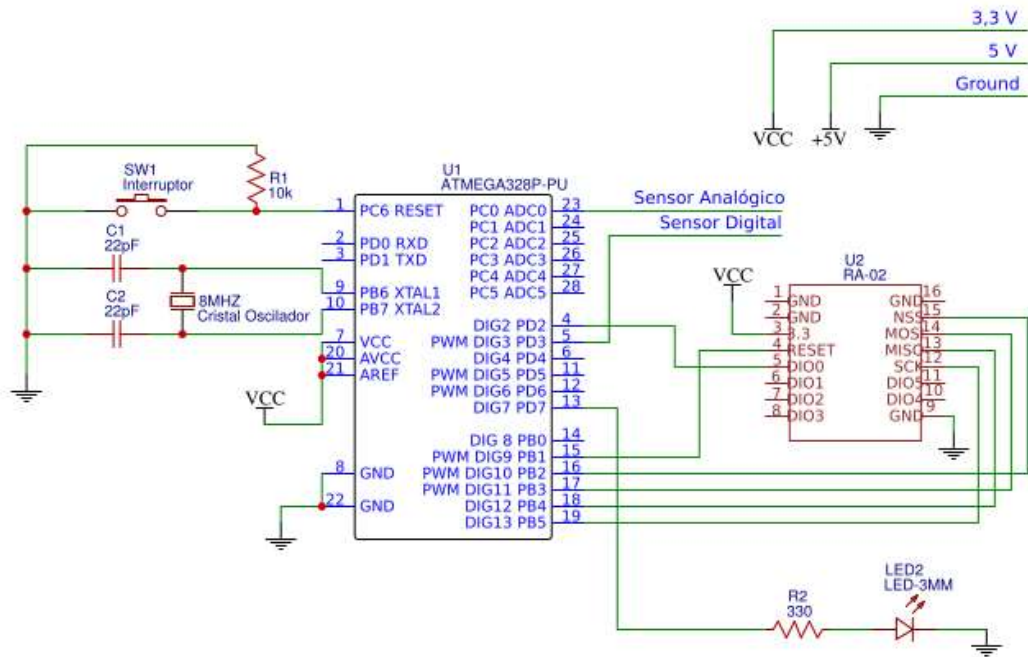 3,3 V
5 V
Ground
VCC
+5V
SW1
Interruptor
R1
10k
C1
22pF
C2
22pF
8MHZ
Cristal Oscilador
VCC
U1
ATMEGA328P-PU
1 PC6 RESET
2 PD0 RXD
3 PD1 TXD
9 PB6 XTAL1
10 PB7 XTAL2
7 VCC
20 AVCC
21 AREF
8 GND
22 GND
PC0 ADC0 23
PC1 ADC1 24
PC2 ADC2 25
PC3 ADC3 26
PC4 ADC4 27
PC5 ADC5 28
DIG2 PD2 4
PWM DIG3 PD3 5
DIG4 PD4 6
PWM DIG5 PD5 11
PWM DIG6 PD6 12
DIG7 PD7 13
DIG 8 PB0 14
PWM DIG9 PB1 15
PWM DIG10 PB2 16
PWM DIG11 PB3 17
DIG12 PB4 18
DIG13 PB5 19
Sensor Analógico
Sensor Digital
VCC
U2
RA-02
1 GND
2 GND
3 3.3
4 RESET
5 DIO0
6 DIO1
7 DIO2
8 DIO3
GND 16
NSS 15
MOSI 14
MISO 13
SCK 12
DIO5 11
DIO4 10
GND 9
R2
330
LED2
LED-3MM